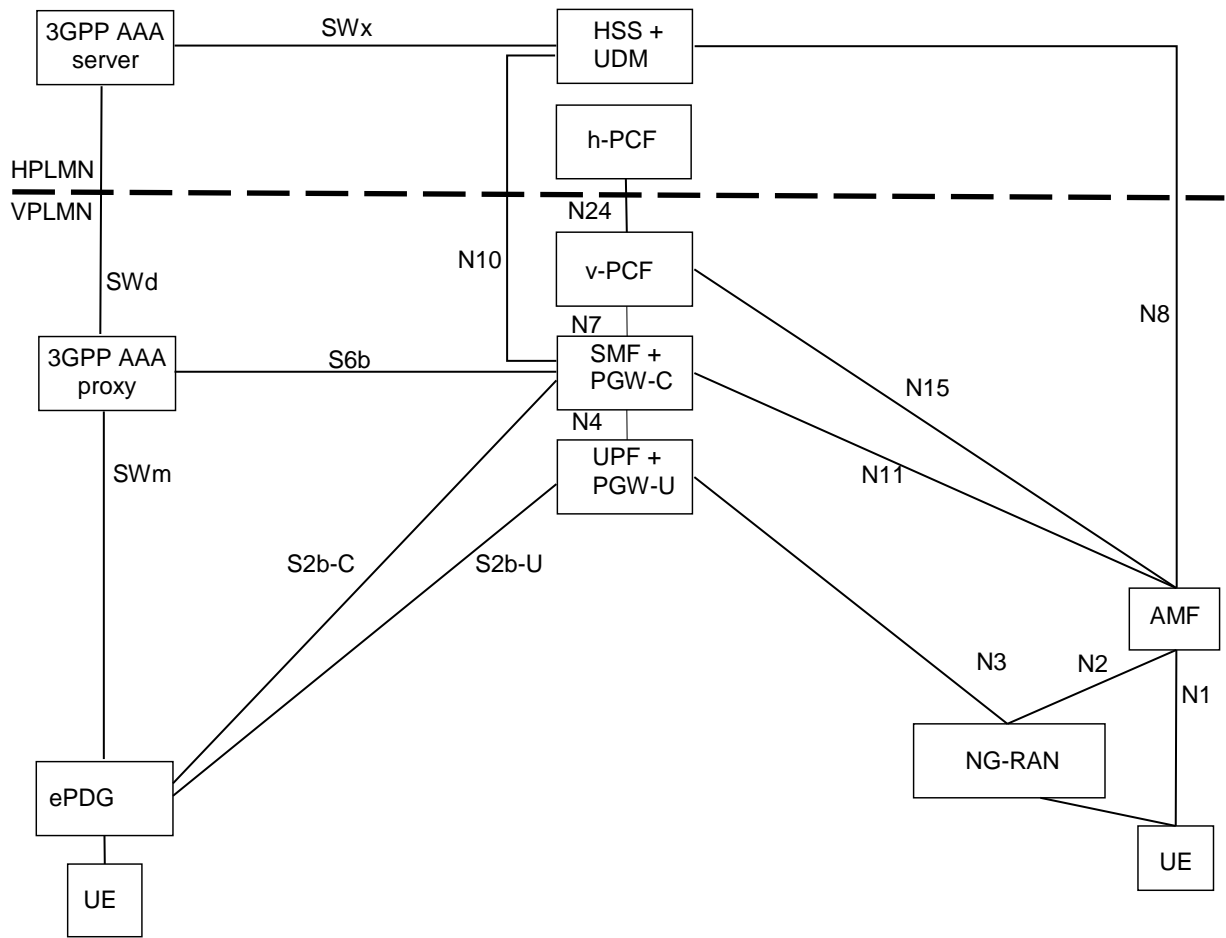 3GPP AAA
server
SWx
HSS +
UDM
h-PCF
HPLMN
VPLMN
N24
N10
v-PCF
SWd
N8
N7
3GPP AAA
proxy
S6b
SMF +
PGW-C
N15
N4
SWm
UPF +
PGW-U
N11
S2b-C
S2b-U
AMF
N3
N2
N1
NG-RAN
ePDG
UE
UE